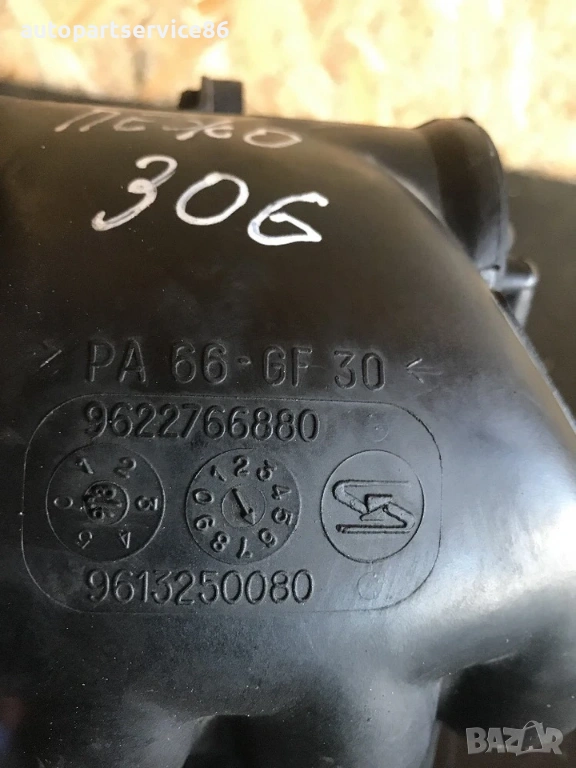 autopartservice86
ПЕЖО
306
> PA 66-GF 30 <
9622766880
9613250080
BAZAR